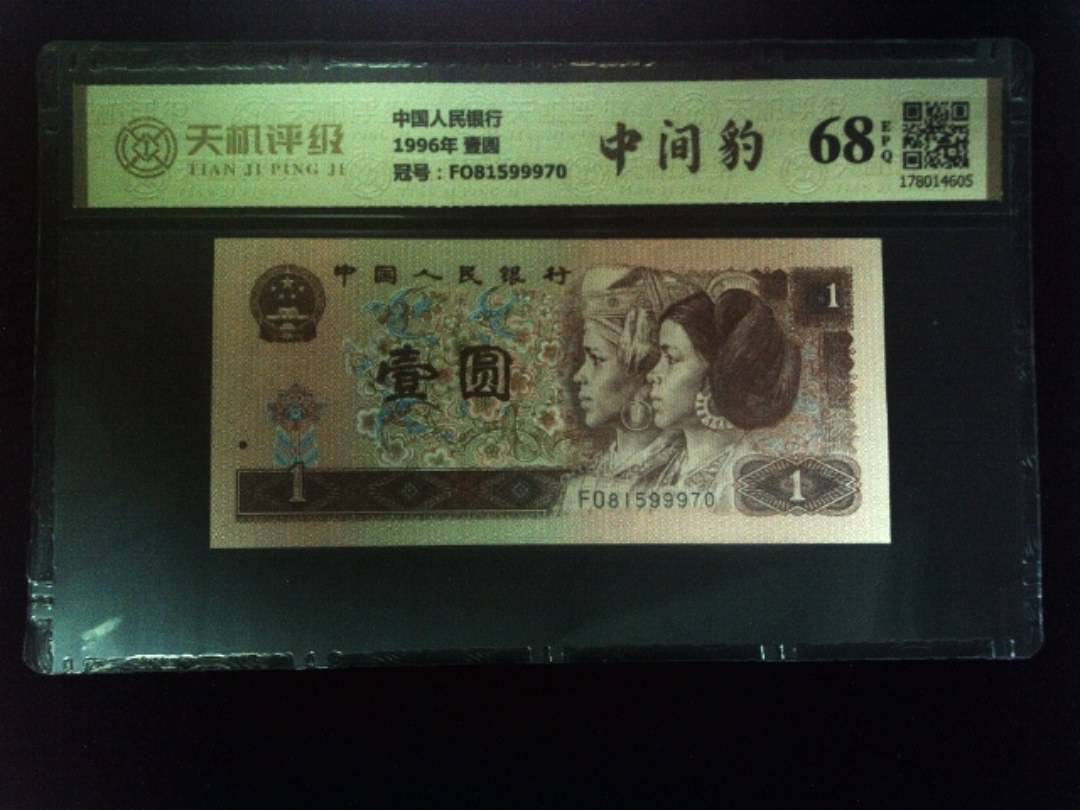 天机评级
TIAN JI PING JI
中国人民银行
1996年 壹圆
冠号：FO81599970
中间豹
68
EPQ
178014605
中国人民银行
壹圆
1
1
1
FO81599970